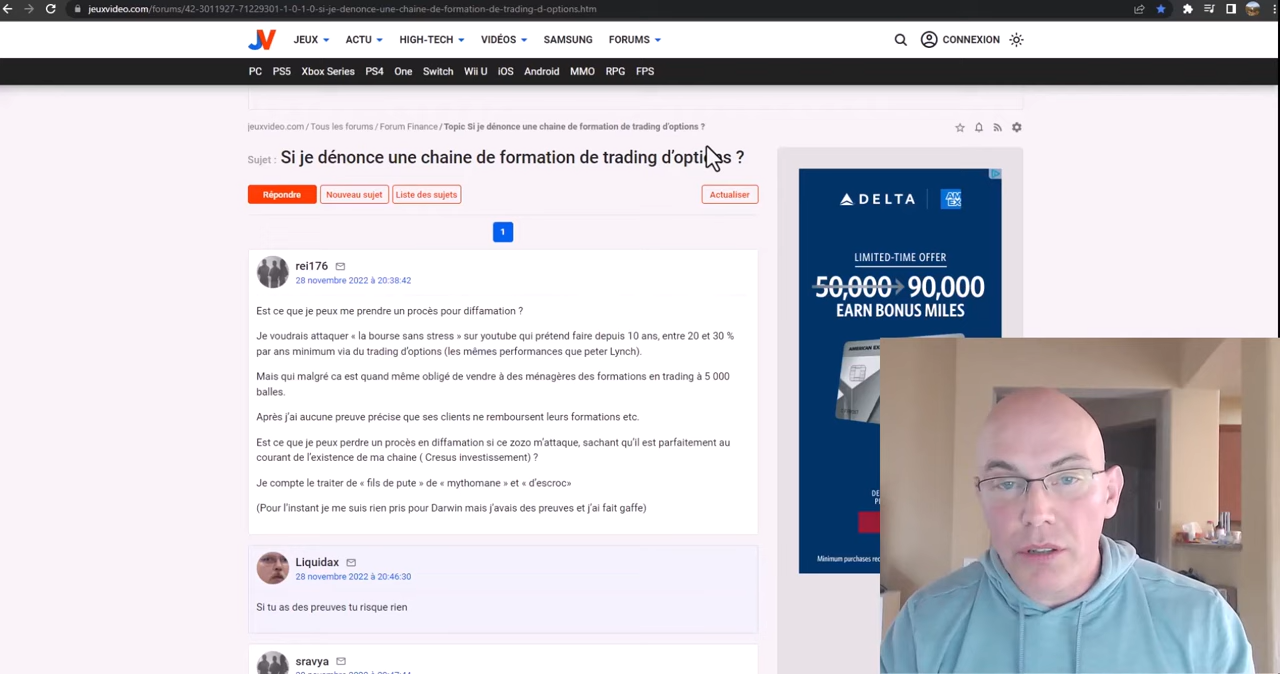 jeuxvideo.com/forums/42-3011927-71229301-1-0-1-0-si-je-denonce-une-chaine-de-formation-de-trading-d-options.htm
JV JEUX ACTU HIGH-TECH VIDÉOS SAMSUNG FORUMS CONNEXION
PC PS5 Xbox Series PS4 One Switch Wii U iOS Android MMO RPG FPS
jeuxvideo.com / Tous les forums / Forum Finance / Topic Si je dénonce une chaine de formation de trading d'options ?
Sujet : Si je dénonce une chaine de formation de trading d'options ?
Répondre Nouveau sujet Liste des sujets Actualiser
1
rei176
28 novembre 2022 à 20:38:42
Est ce que je peux me prendre un procès pour diffamation ?
Je voudrais attaquer « la bourse sans stress » sur youtube qui prétend faire depuis 10 ans, entre 20 et 30 %
par ans minimum via du trading d'options (les mêmes performances que peter Lynch).
Mais qui malgré ca est quand même obligé de vendre à des ménagères des formations en trading à 5 000
balles.
Après j'ai aucune preuve précise que ses clients ne remboursent leurs formations etc.
Est ce que je peux perdre un procès en diffamation si ce zozo m'attaque, sachant qu'il est parfaitement au
courant de l'existence de ma chaine ( Cresus investissement) ?
Je compte le traiter de « fils de pute » de « mythomane » et « d'escroc»
(Pour l'instant je me suis rien pris pour Darwin mais j'avais des preuves et j'ai fait gaffe)
Liquidax
28 novembre 2022 à 20:46:30
Si tu as des preuves tu risque rien
sravya
DELTA
LIMITED-TIME OFFER
50,000 90,000
EARN BONUS MILES
Minimum purchases